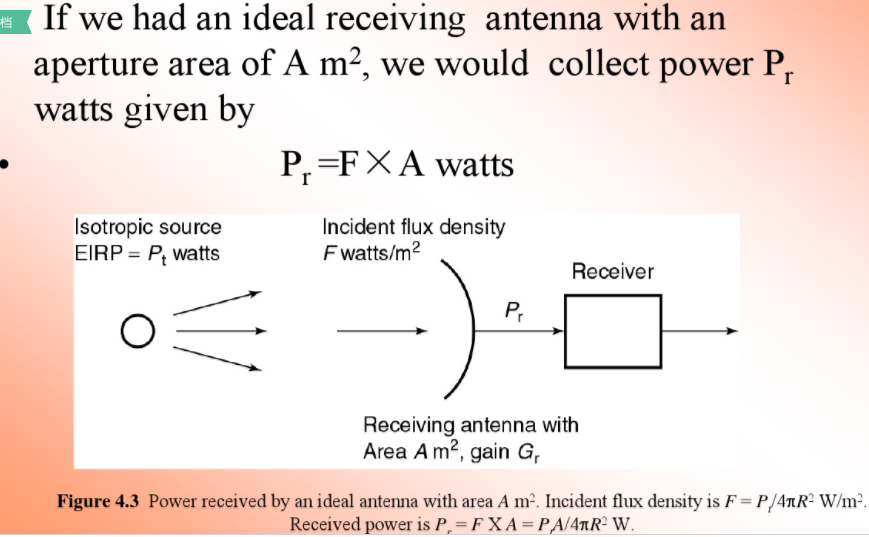 档
If we had an ideal receiving antenna with an
aperture area of A m², we would collect power Pᵣ
watts given by
• Pᵣ=F×A watts
Isotropic source
EIRP = Pₜ watts
Incident flux density
F watts/m²
Receiver
Pᵣ
Receiving antenna with
Area A m², gain Gᵣ
Figure 4.3 Power received by an ideal antenna with area A m². Incident flux density is F = Pₜ/4πR² W/m².
Received power is Pᵣ = F X A = PₜA/4πR² W.